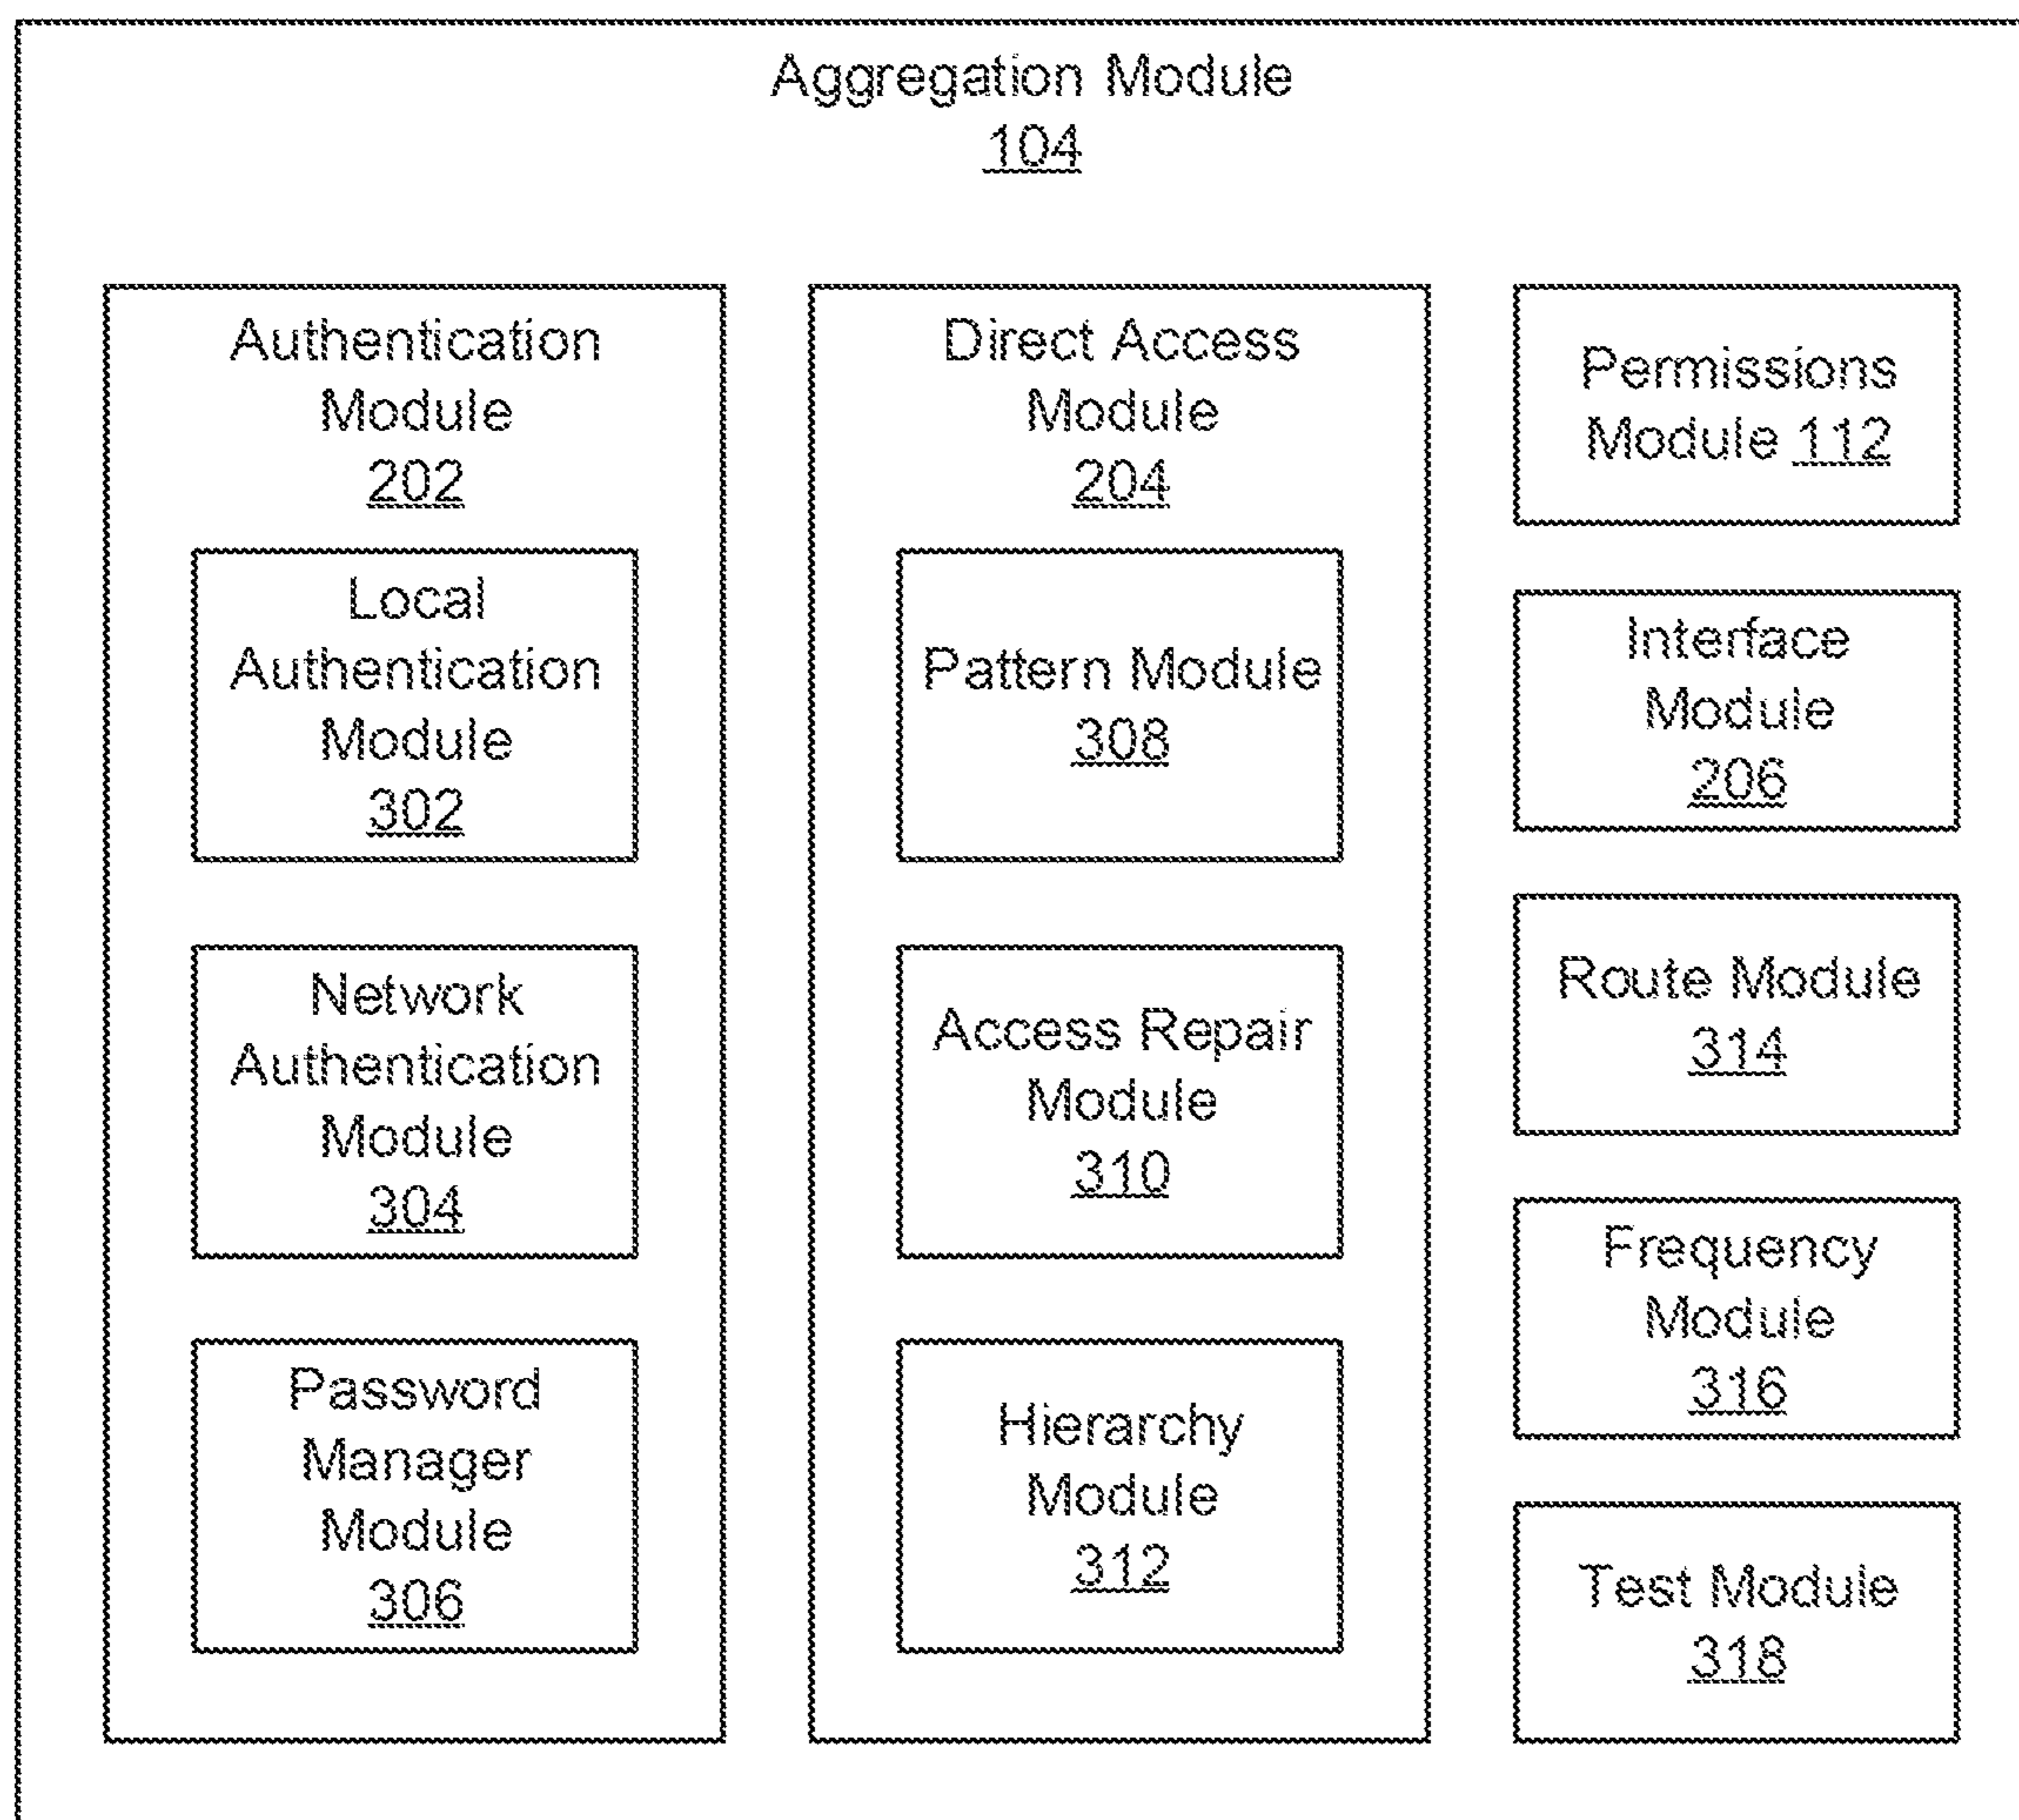 Aggregation Module
104
Authentication
Module
202
Local
Authentication
Module
302
Network
Authentication
Module
304
Password
Manager
Module
306
Direct Access
Module
204
Pattern Module
308
Access Repair
Module
310
Hierarchy
Module
312
Permissions
Module 112
Interface
Module
206
Route Module
314
Frequency
Module
316
Test Module
318